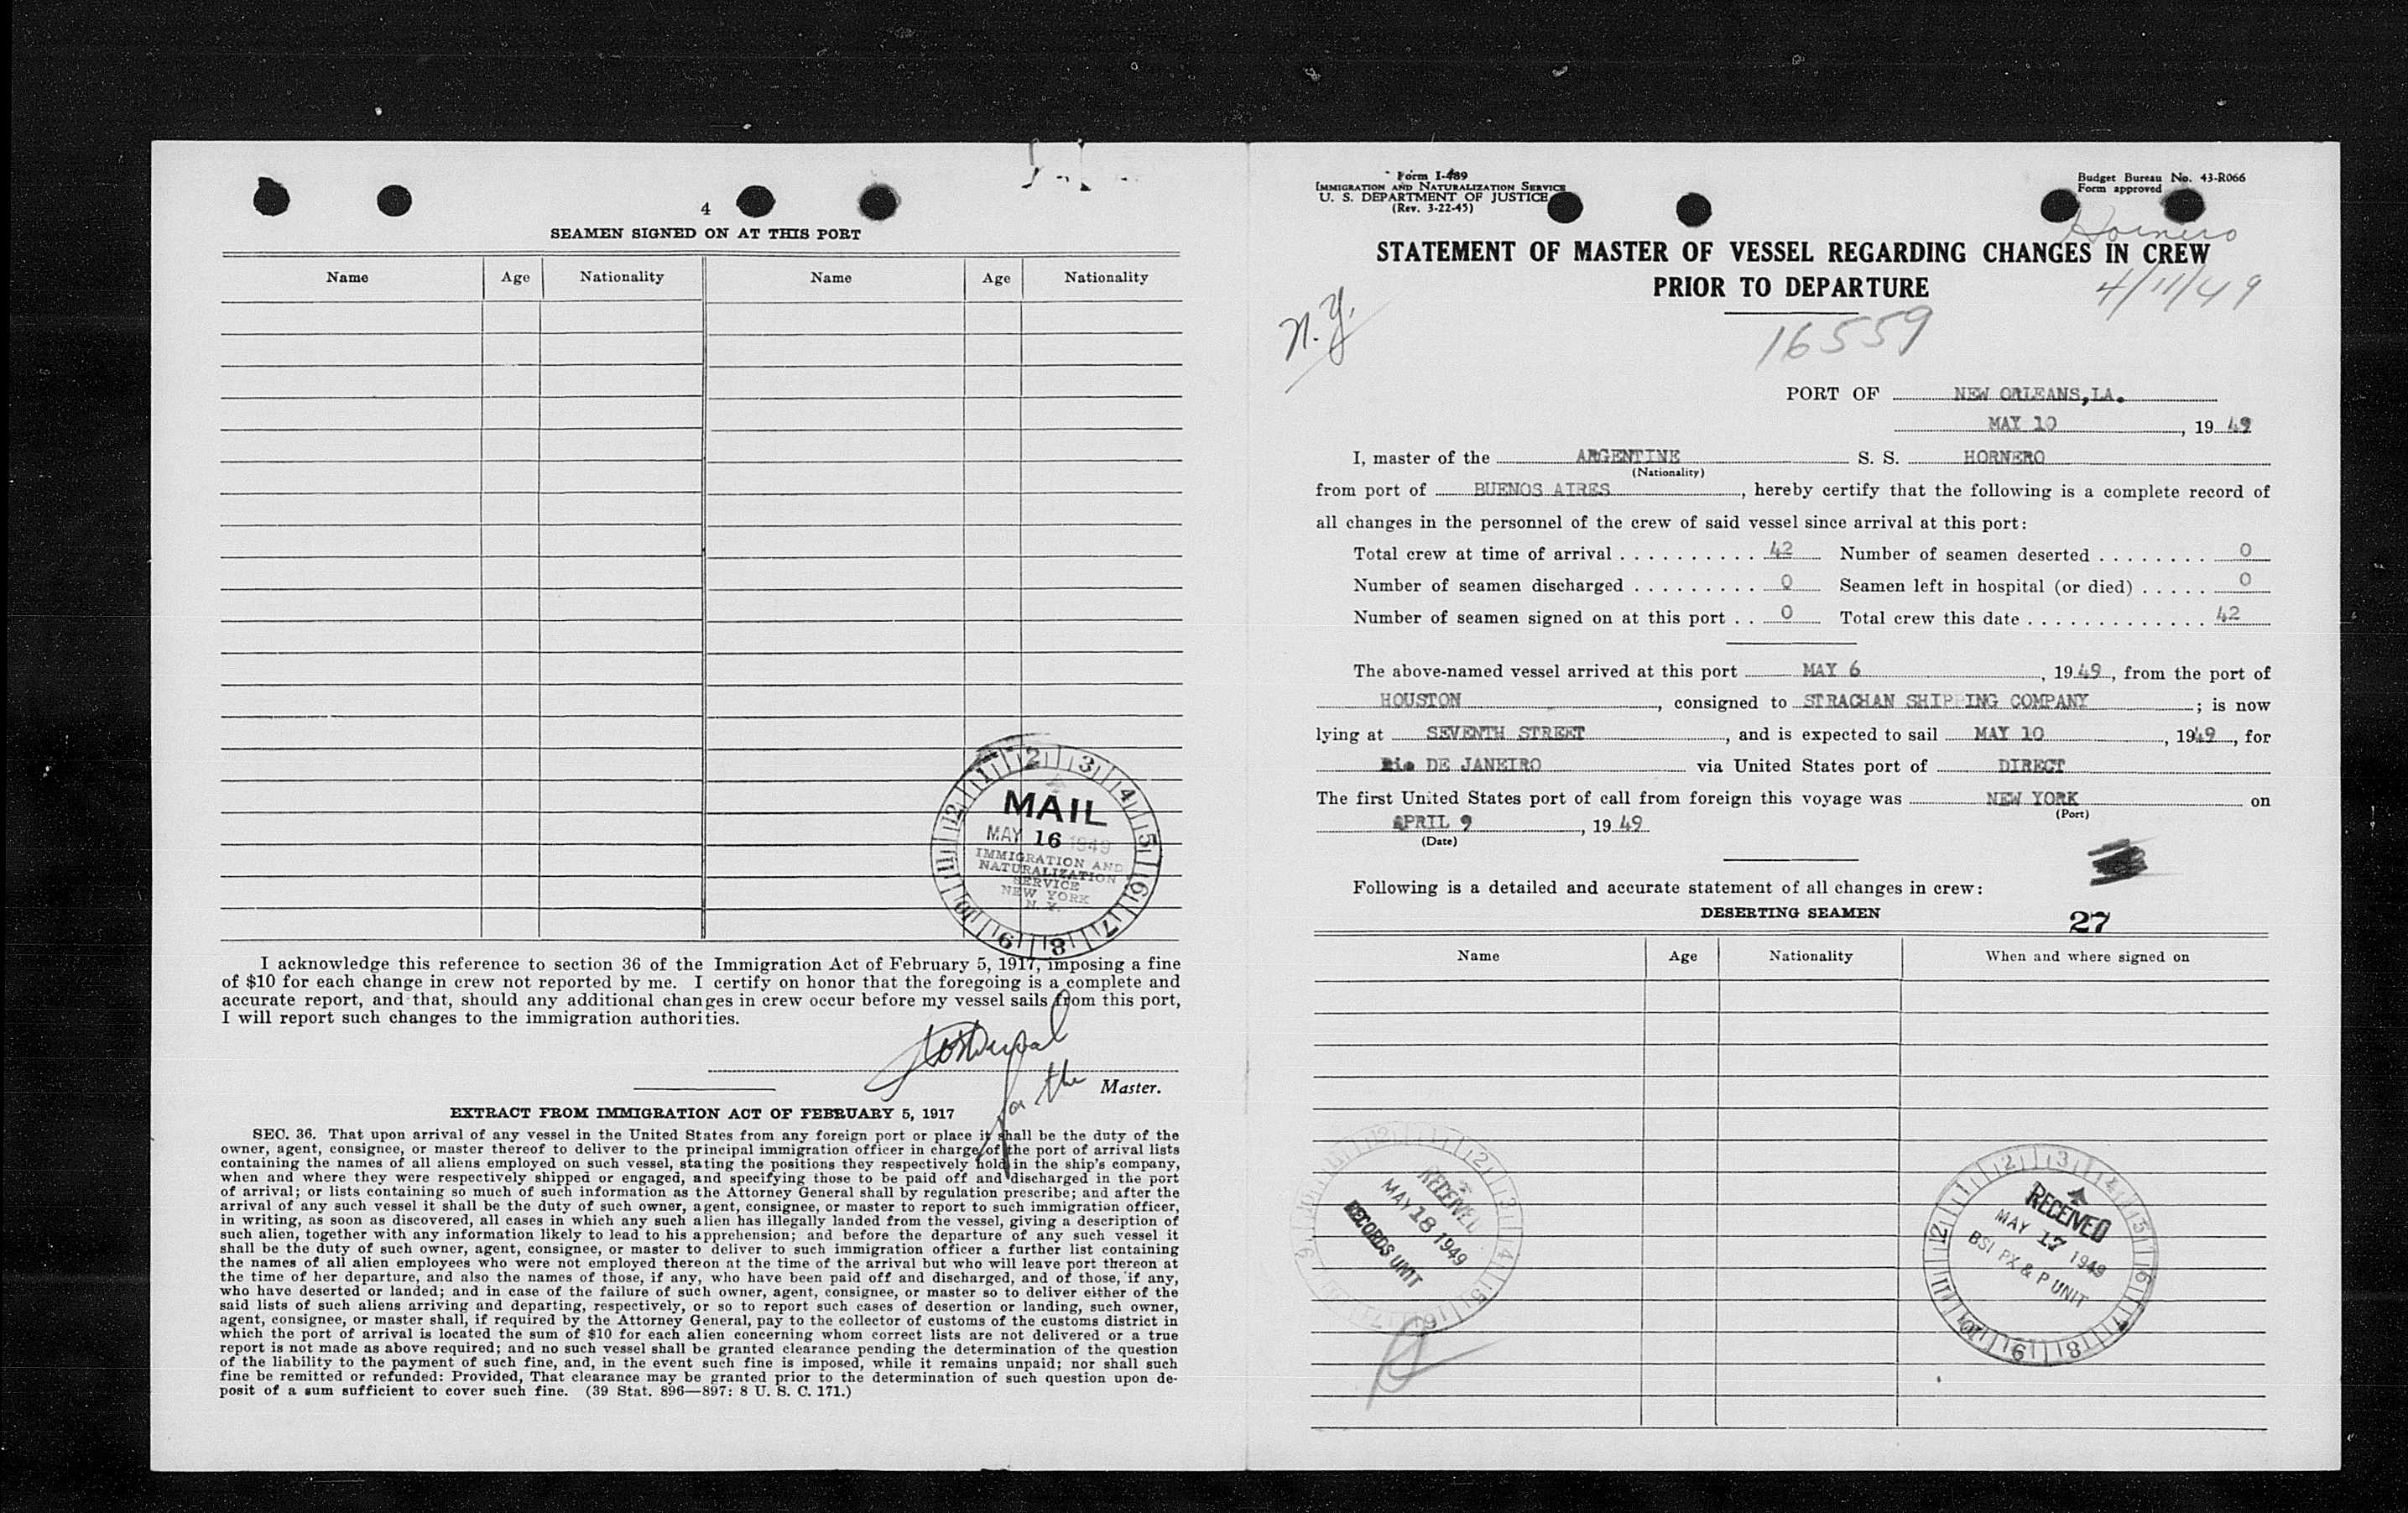 4
SEAMEN SIGNED ON AT THIS PORT
Name Age Nationality Name Age Nationality
MAIL
MAY 16 1949
IMMIGRATION AND
NATURALIZATION
SERVICE
NEW YORK
N. Y.
1 2 3 4 5 6 7 8 9 10 11 12
I acknowledge this reference to section 36 of the Immigration Act of February 5, 1917, imposing a fine
of $10 for each change in crew not reported by me. I certify on honor that the foregoing is a complete and
accurate report, and that, should any additional changes in crew occur before my vessel sails from this port,
I will report such changes to the immigration authorities.
for the Master.
EXTRACT FROM IMMIGRATION ACT OF FEBRUARY 5, 1917
SEC. 36. That upon arrival of any vessel in the United States from any foreign port or place it shall be the duty of the
owner, agent, consignee, or master thereof to deliver to the principal immigration officer in charge of the port of arrival lists
containing the names of all aliens employed on such vessel, stating the positions they respectively hold in the ship's company,
when and where they were respectively shipped or engaged, and specifying those to be paid off and discharged in the port
of arrival; or lists containing so much of such information as the Attorney General shall by regulation prescribe; and after the
arrival of any such vessel it shall be the duty of such owner, agent, consignee, or master to report to such immigration officer,
in writing, as soon as discovered, all cases in which any such alien has illegally landed from the vessel, giving a description of
such alien, together with any information likely to lead to his apprehension; and before the departure of any such vessel it
shall be the duty of such owner, agent, consignee, or master to deliver to such immigration officer a further list containing
the names of all alien employees who were not employed thereon at the time of the arrival but who will leave port thereon at
the time of her departure, and also the names of those, if any, who have been paid off and discharged, and of those, if any,
who have deserted or landed; and in case of the failure of such owner, agent, consignee, or master so to deliver either of the
said lists of such aliens arriving and departing, respectively, or so to report such cases of desertion or landing, such owner,
agent, consignee, or master shall, if required by the Attorney General, pay to the collector of customs of the customs district in
which the port of arrival is located the sum of $10 for each alien concerning whom correct lists are not delivered or a true
report is not made as above required; and no such vessel shall be granted clearance pending the determination of the question
of the liability to the payment of such fine, and, in the event such fine is imposed, while it remains unpaid; nor shall such
fine be remitted or refunded: Provided, That clearance may be granted prior to the determination of such question upon de-
posit of a sum sufficient to cover such fine. (39 Stat. 896—897: 8 U. S. C. 171.)
Form I-489
IMMIGRATION AND NATURALIZATION SERVICE
U. S. DEPARTMENT OF JUSTICE
(Rev. 3-22-45)
Budget Bureau No. 43-R066
Form approved
Hornero
STATEMENT OF MASTER OF VESSEL REGARDING CHANGES IN CREW
PRIOR TO DEPARTURE
4/11/49
N.Y.
16559
PORT OF NEW ORLEANS,LA.
MAY 10, 19 49
I, master of the ARGENTINE S. S. HORNERO
(Nationality)
from port of BUENOS AIRES, hereby certify that the following is a complete record of
all changes in the personnel of the crew of said vessel since arrival at this port:
Total crew at time of arrival . . . . . . . . . . 42 Number of seamen deserted . . . . . . . . 0
Number of seamen discharged . . . . . . . . . 0 Seamen left in hospital (or died) . . . . . 0
Number of seamen signed on at this port . . 0 Total crew this date . . . . . . . . . . . . . 42
The above-named vessel arrived at this port MAY 6, 19 49, from the port of
HOUSTON, consigned to STRACHAN SHIPPING COMPANY; is now
lying at SEVENTH STREET, and is expected to sail MAY 10, 1949, for
Rio DE JANEIRO via United States port of DIRECT
The first United States port of call from foreign this voyage was NEW YORK on
(Port)
APRIL 9, 19 49
(Date)
Following is a detailed and accurate statement of all changes in crew:
DESERTING SEAMEN
27
Name Age Nationality When and where signed on
RECEIVED
MAY 18 1949
RECORDS UNIT
RECEIVED
MAY 17 1949
BSI PX & P UNIT
1 2 3 4 5 6 7 8 9 10 11 12